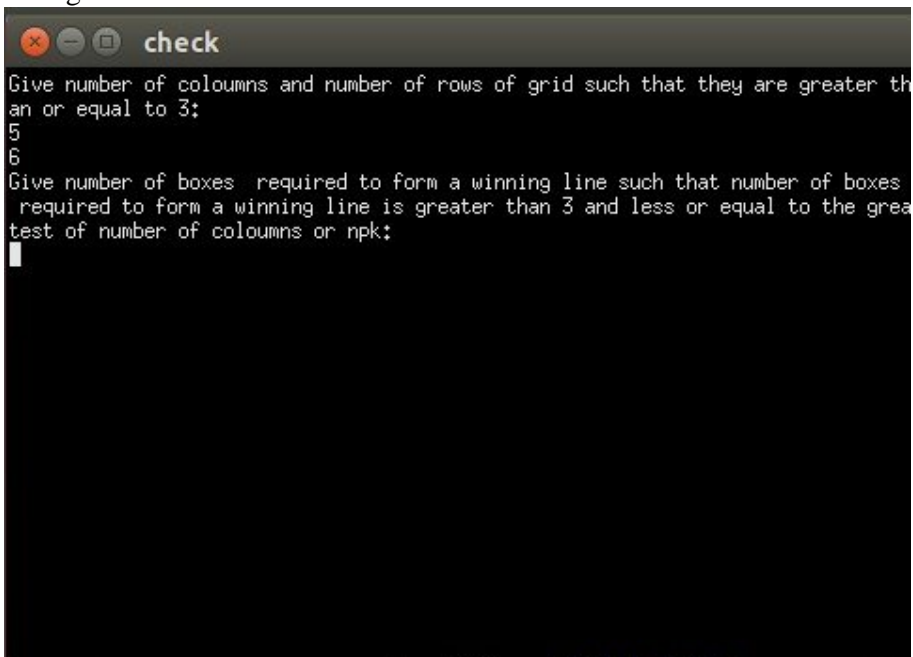 check
Give number of coloumns and number of rows of grid such that they are greater th
an or equal to 3:
5
6
Give number of boxes  required to form a winning line such that number of boxes
 required to form a winning line is greater than 3 and less or equal to the grea
test of number of coloumns or npk: